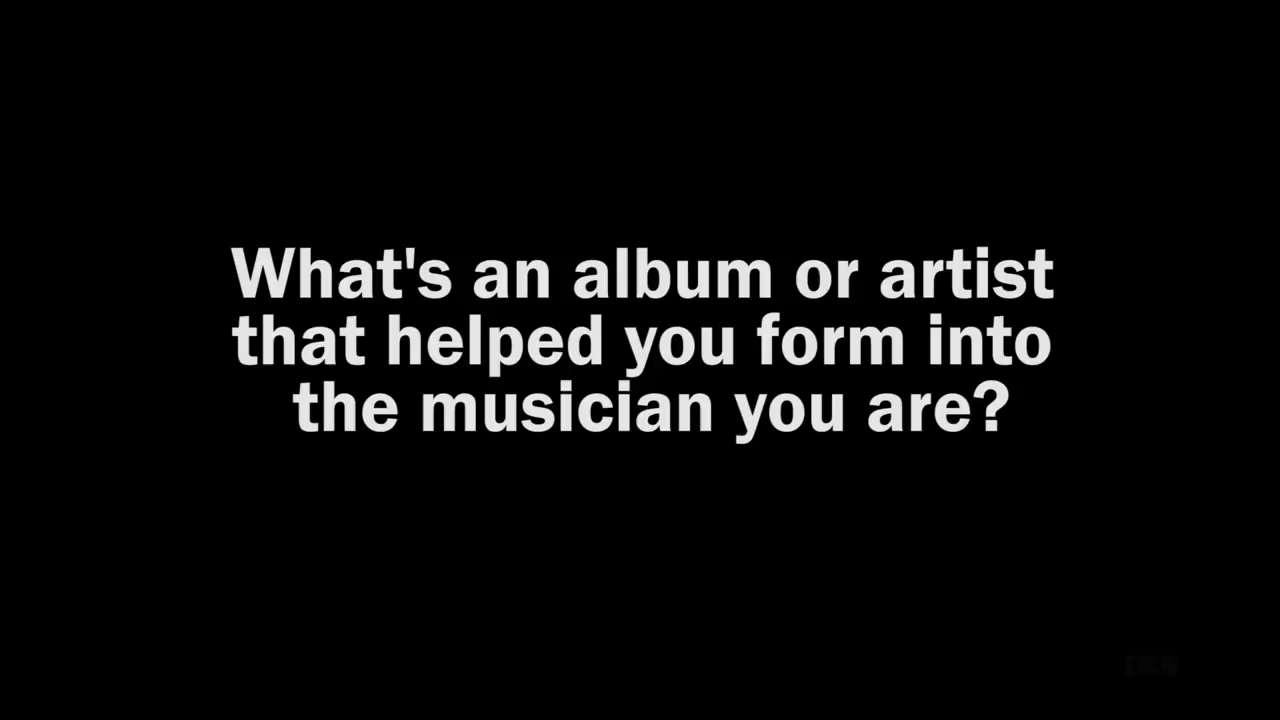 What's an album or artist
that helped you form into
the musician you are?